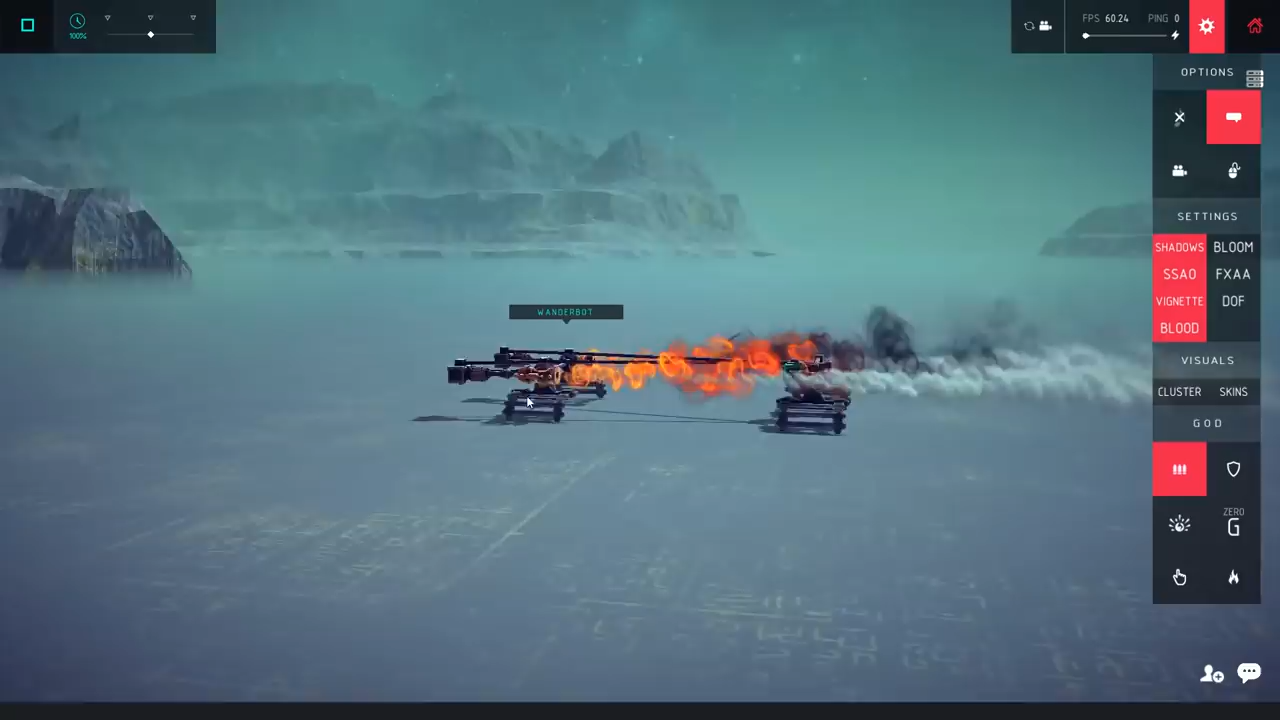 100%
FPS 60.24 PING 0
OPTIONS
SETTINGS
SHADOWS BLOOM
SSAO FXAA
VIGNETTE DOF
BLOOD
VISUALS
CLUSTER SKINS
GOD
ZERO
G
WANDERBOT